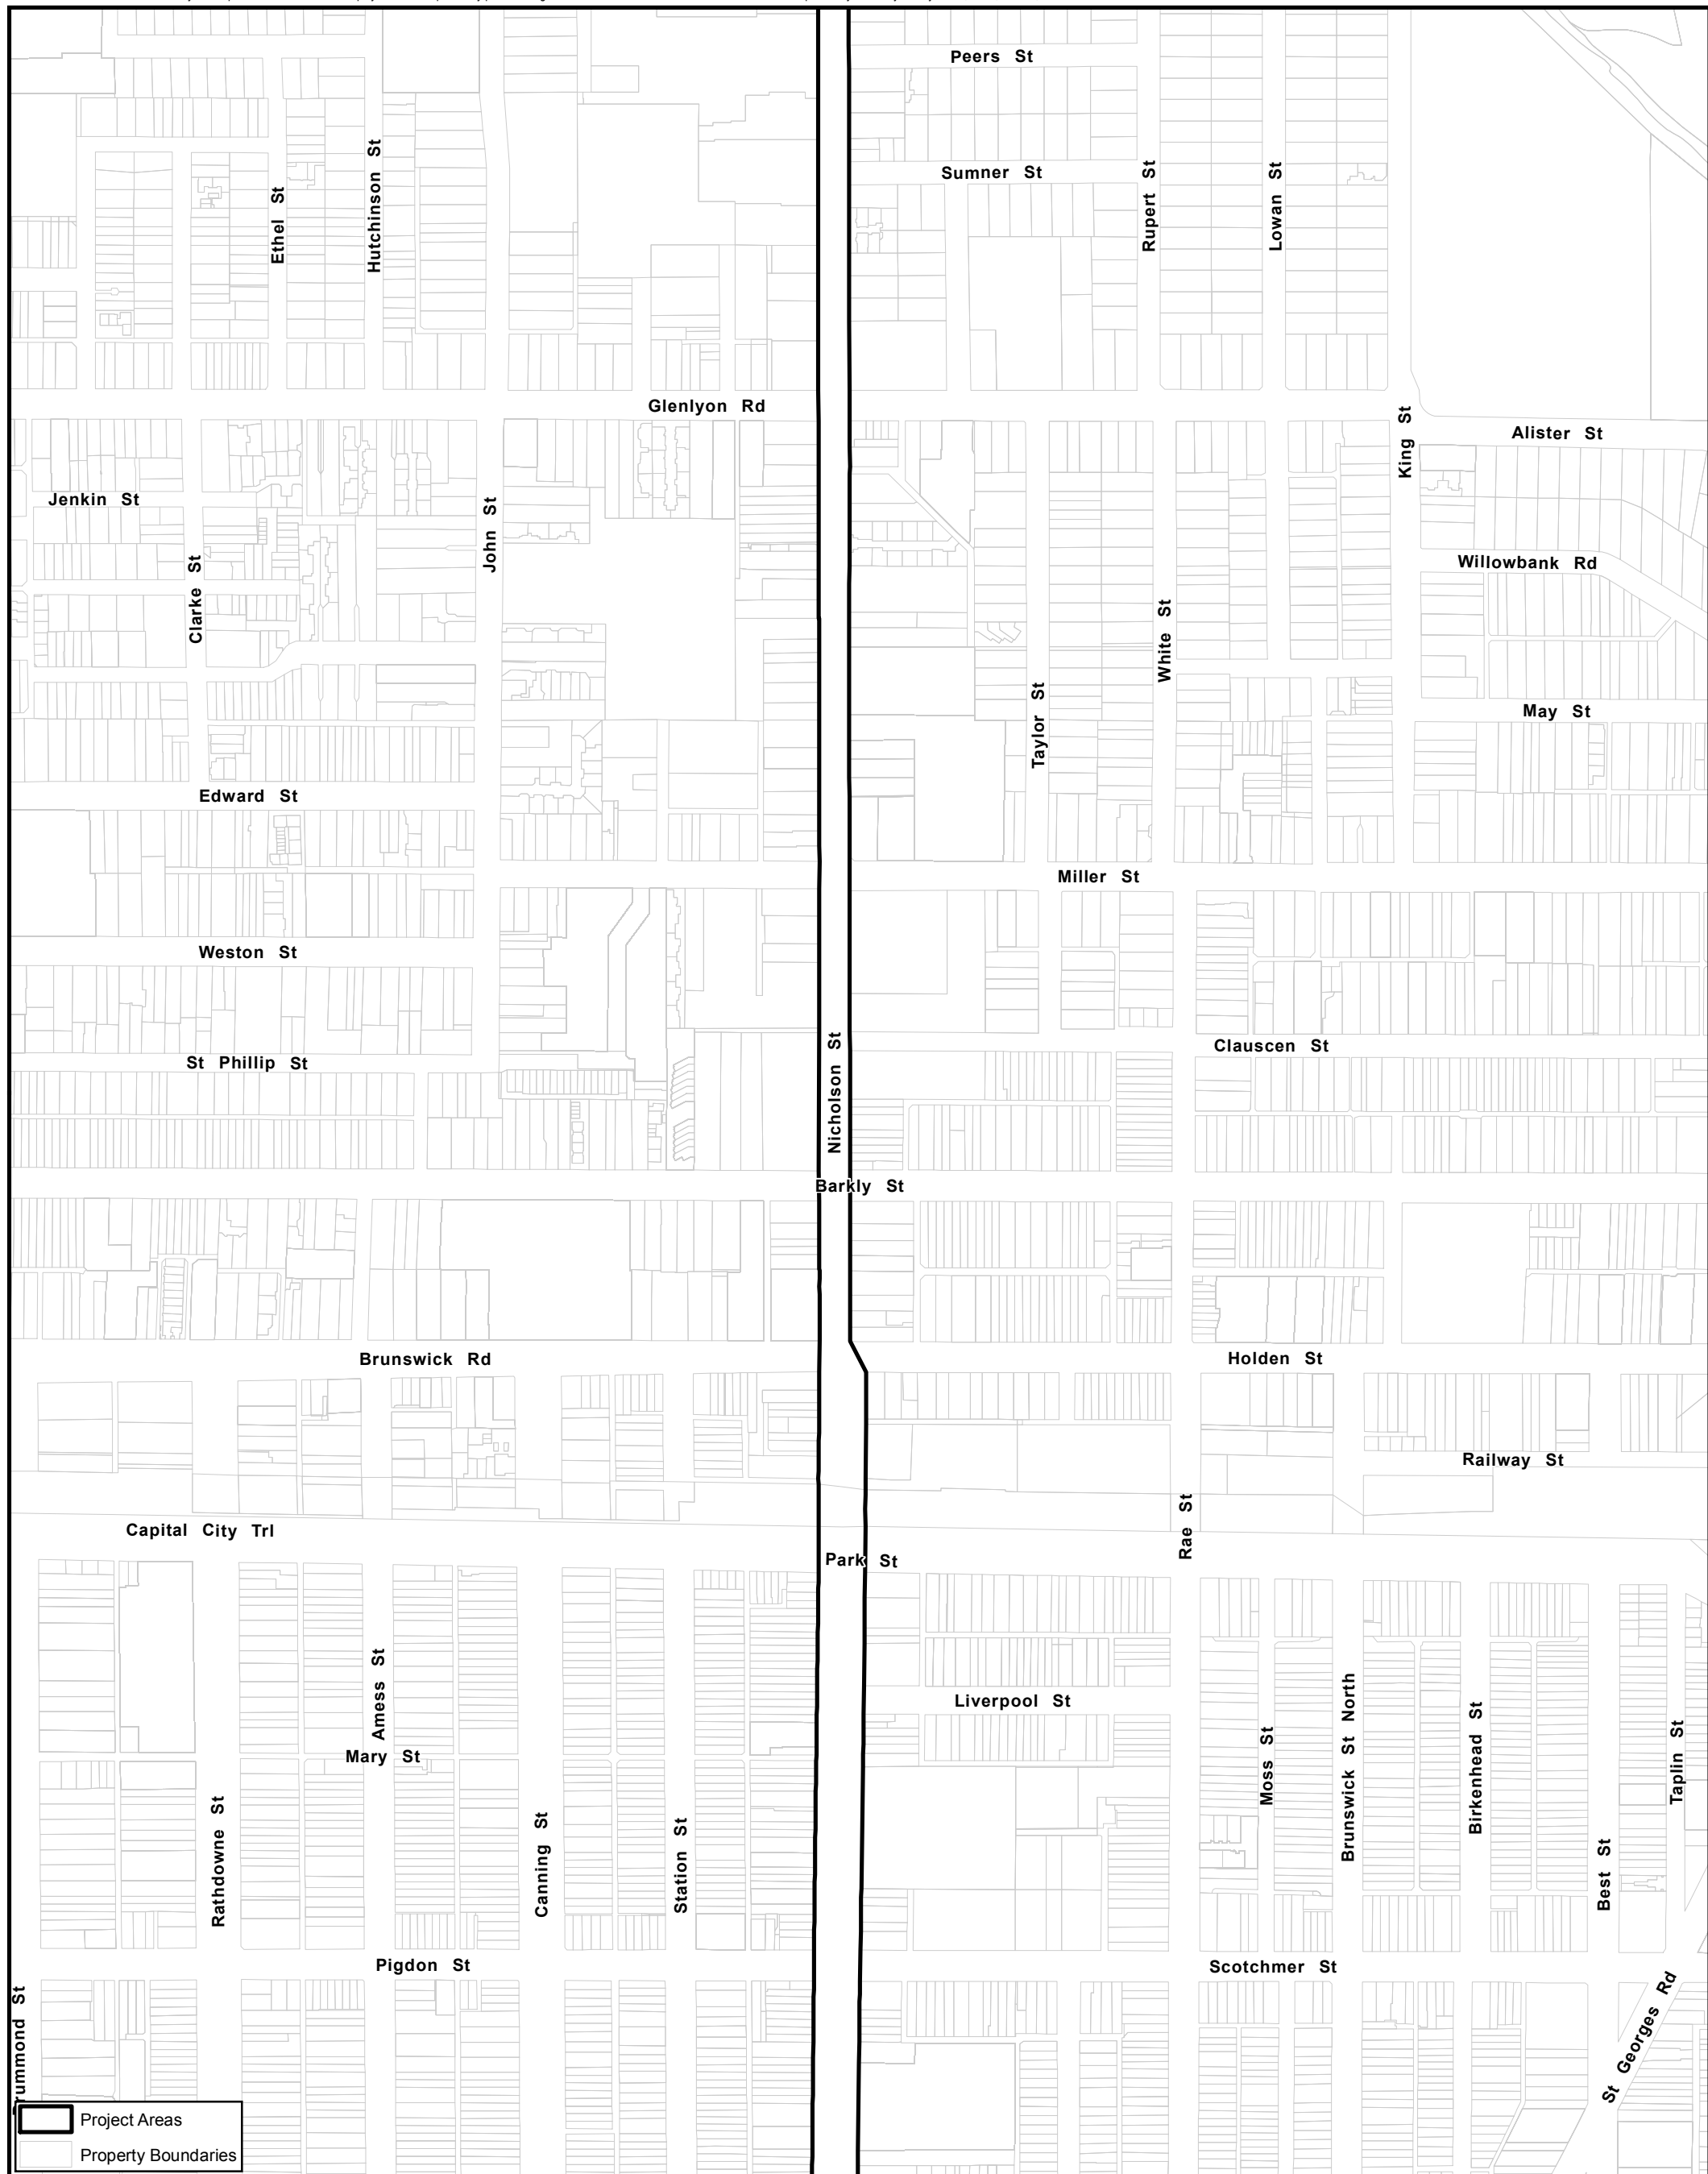 Peers St
Sumner St
Ethel St
Hutchinson St
Rupert St
Lowan St
Glenlyon Rd
King St
Alister St
Jenkin St
John St
Clarke St
Willowbank Rd
White St
Taylor St
May St
Edward St
Miller St
Weston St
Nicholson St
Clauscen St
St Phillip St
Barkly St
Brunswick Rd
Holden St
Railway St
Rae St
Capital City Trl
Park St
Amess St
Liverpool St
Moss St
Brunswick St North
Birkenhead St
Taplin St
Mary St
Rathdowne St
Canning St
Station St
Best St
Pigdon St
Scotchmer St
St Georges Rd
rummond St
Project Areas
Property Boundaries